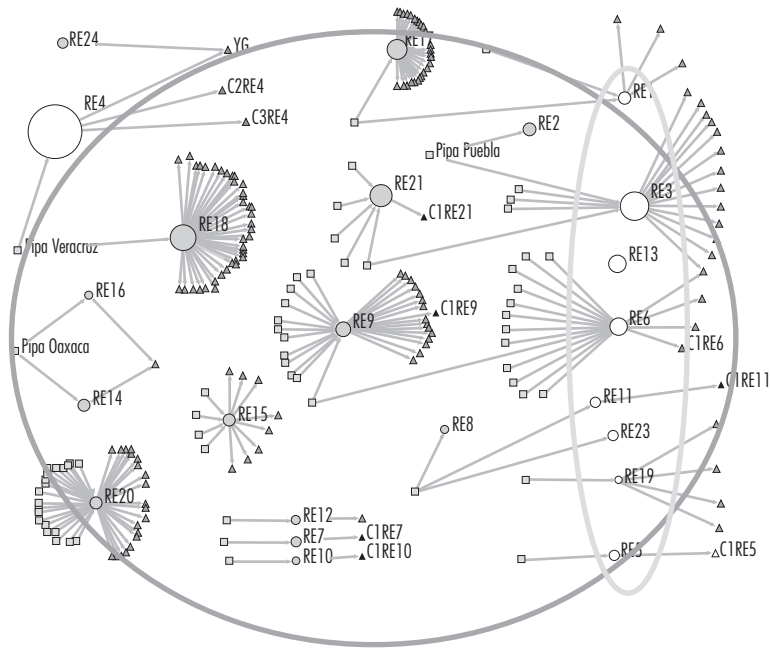 RE24
YG
RE17
RE1
RE4
C2RE4
C3RE4
RE2
Pipa Puebla
RE21
RE3
C1RE21
RE18
Pipa Veracruz
RE13
RE16
RE9
C1RE9
RE6
Pipa Oaxaca
C1RE6
C1RE11
RE14
RE11
RE15
RE8
RE23
RE20
RE19
RE12
RE7
C1RE7
RE10
C1RE10
RE5
C1RE5